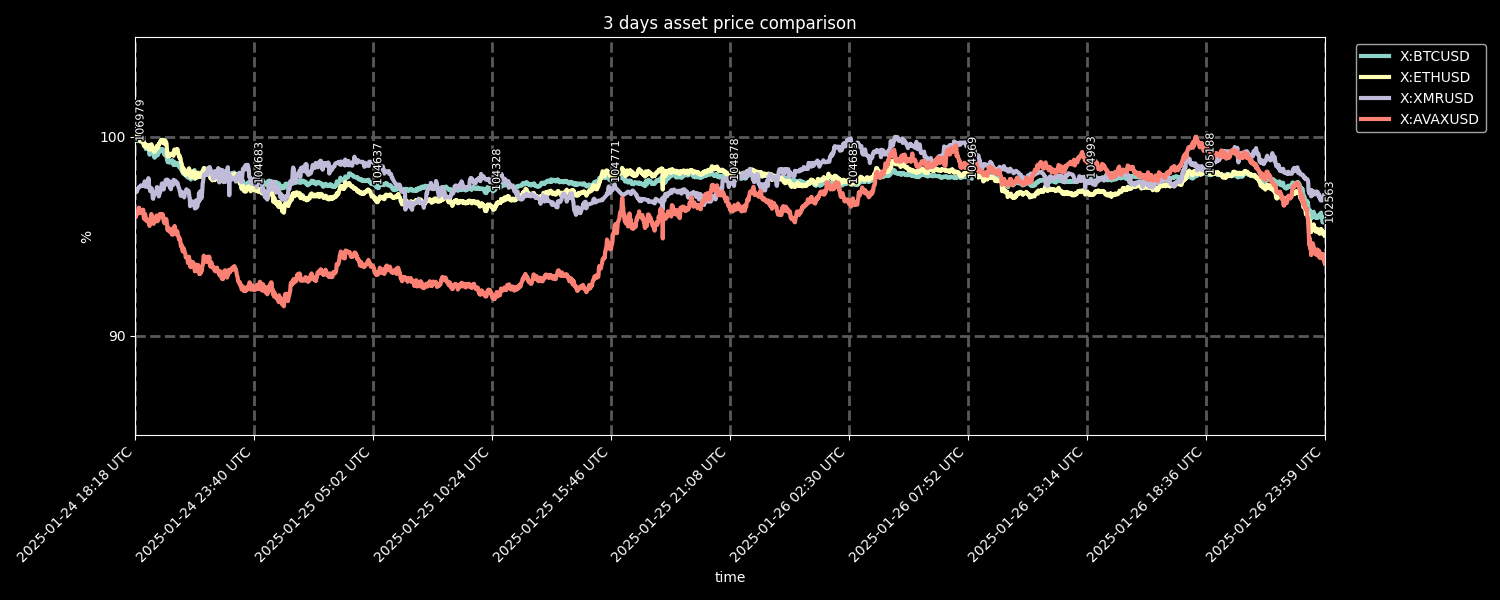 3 days asset price comparison
X:BTCUSD
X:ETHUSD
X:XMRUSD
X:AVAXUSD
100
90
%
106979
104683
104637
104328
104771
104878
104685
104969
104993
105188
102563
2025-01-24 18:18 UTC
2025-01-24 23:40 UTC
2025-01-25 05:02 UTC
2025-01-25 10:24 UTC
2025-01-25 15:46 UTC
2025-01-25 21:08 UTC
2025-01-26 02:30 UTC
2025-01-26 07:52 UTC
2025-01-26 13:14 UTC
2025-01-26 18:36 UTC
2025-01-26 23:59 UTC
time